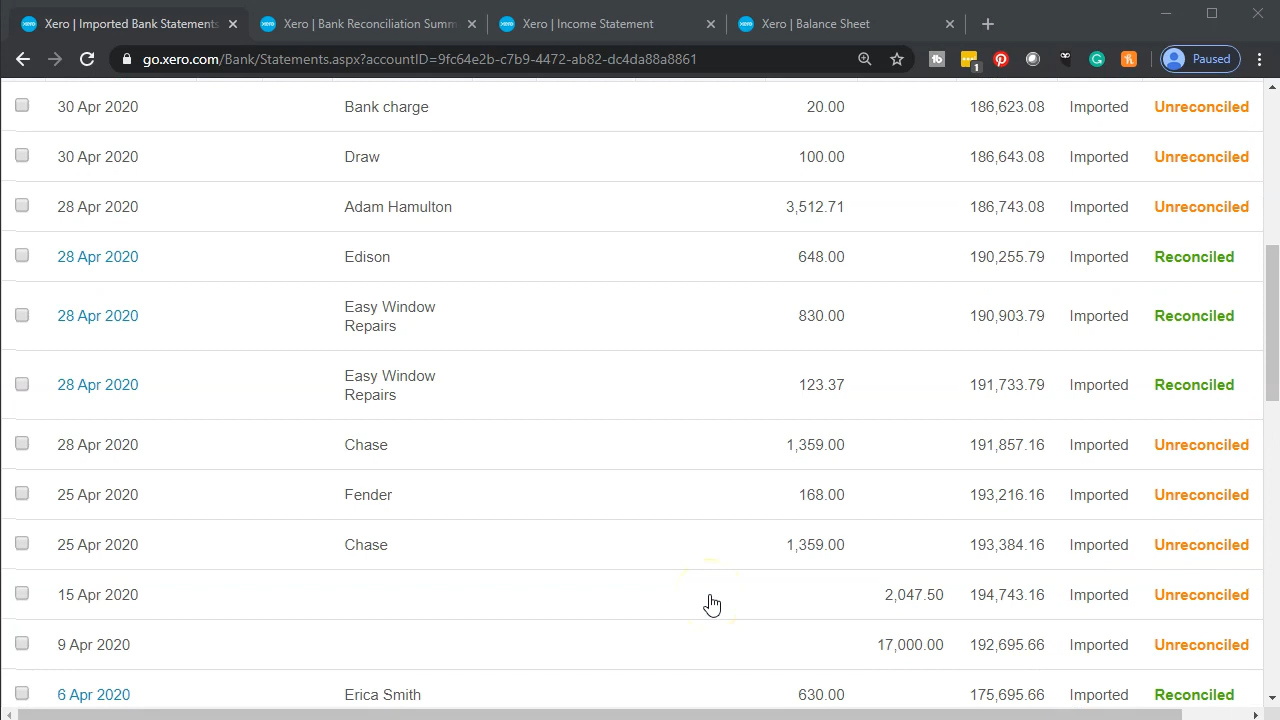 Xero | Imported Bank Statements
Xero | Bank Reconciliation Summ
Xero | Income Statement
Xero | Balance Sheet
go.xero.com/Bank/Statements.aspx?accountID=9fc64e2b-c7b9-4472-ab82-dc4da88a8861
1
Paused
30 Apr 2020 Bank charge 20.00 186,623.08 Imported Unreconciled
30 Apr 2020 Draw 100.00 186,643.08 Imported Unreconciled
28 Apr 2020 Adam Hamulton 3,512.71 186,743.08 Imported Unreconciled
28 Apr 2020 Edison 648.00 190,255.79 Imported Reconciled
28 Apr 2020 Easy Window Repairs 830.00 190,903.79 Imported Reconciled
28 Apr 2020 Easy Window Repairs 123.37 191,733.79 Imported Reconciled
28 Apr 2020 Chase 1,359.00 191,857.16 Imported Unreconciled
25 Apr 2020 Fender 168.00 193,216.16 Imported Unreconciled
25 Apr 2020 Chase 1,359.00 193,384.16 Imported Unreconciled
15 Apr 2020 2,047.50 194,743.16 Imported Unreconciled
9 Apr 2020 17,000.00 192,695.66 Imported Unreconciled
6 Apr 2020 Erica Smith 630.00 175,695.66 Imported Reconciled